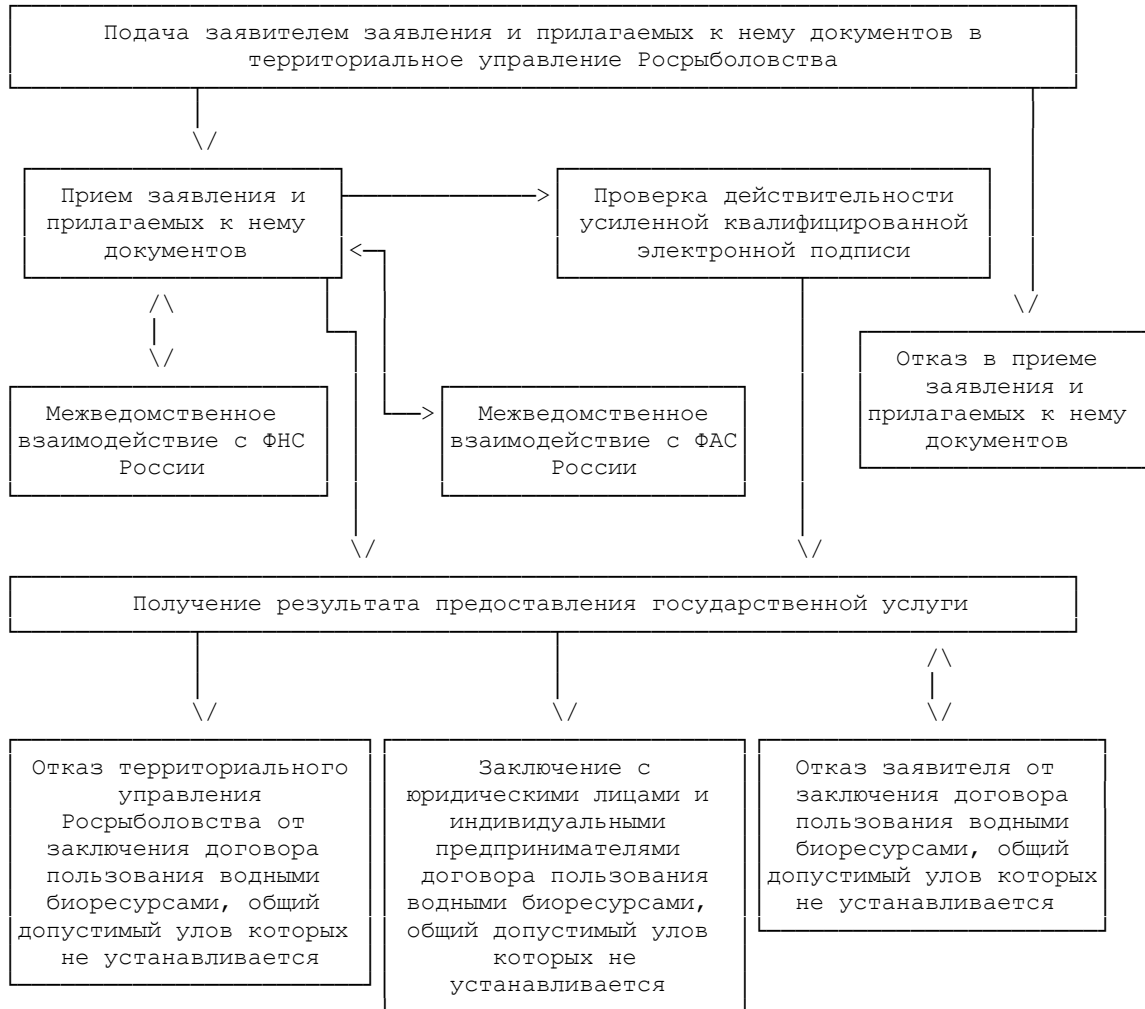 Подача заявителем заявления и прилагаемых к нему документов в
территориальное управление Росрыболовства
Прием заявления и
прилагаемых к нему
документов
Проверка действительности
усиленной квалифицированной
электронной подписи
Отказ в приеме
заявления и
прилагаемых к нему
документов
Межведомственное
взаимодействие с ФНС
России
Межведомственное
взаимодействие с ФАС
России
Получение результата предоставления государственной услуги
Отказ территориального
управления
Росрыболовства от
заключения договора
пользования водными
биоресурсами, общий
допустимый улов которых
не устанавливается
Заключение с
юридическими лицами и
индивидуальными
предпринимателями
договора пользования
водными биоресурсами,
общий допустимый улов
которых не
устанавливается
Отказ заявителя от
заключения договора
пользования водными
биоресурсами, общий
допустимый улов которых
не устанавливается